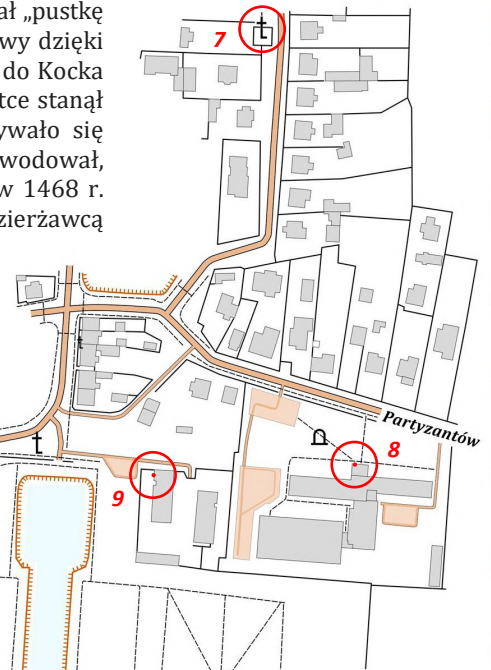 ał „pustkę
wy dzięki
do Kocka
tce stanął
ywało się
wodował,
w 1468 r.
zierżawcą
7
Partyzantów
8
9